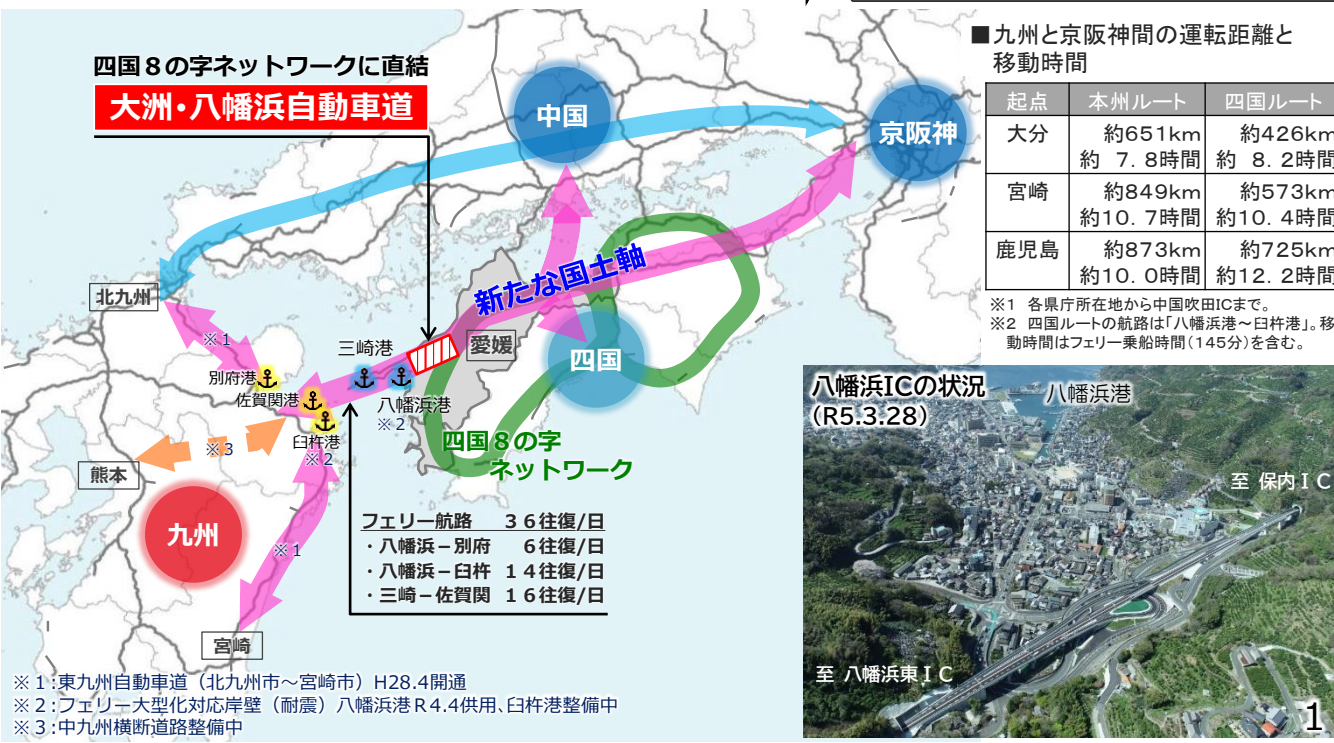 四国８の字ネットワークに直結
大洲・八幡浜自動車道
中国
京阪神
新たな国土軸
北九州
※１
三崎港
愛媛
四国
別府港
佐賀関港
八幡浜港
※２
臼杵港
※２
※３
熊本
四国８の字
ネットワーク
九州
※１
宮崎
フェリー航路　３６往復/日
・八幡浜－別府　６往復/日
・八幡浜－臼杵　１４往復/日
・三崎－佐賀関　１６往復/日
※１:東九州自動車道（北九州市～宮崎市）H28.4開通
※２:フェリー大型化対応岸壁（耐震）八幡浜港Ｒ4.4供用、臼杵港整備中
※３:中九州横断道路整備中
■九州と京阪神間の運転距離と
移動時間
起点　本州ルート　四国ルート
大分　約651km　約426km
約 ７.８時間　約 ８.２時間
宮崎　約849km　約573km
約10.７時間　約10.４時間
鹿児島　約873km　約725km
約10.０時間　約12.２時間
※１ 各県庁所在地から中国吹田ICまで。
※２ 四国ルートの航路は「八幡浜港～臼杵港」。移
動時間はフェリー乗船時間（145分）を含む。
八幡浜ICの状況
(R5.3.28)
八幡浜港
至 保内ＩＣ
至 八幡浜東ＩＣ
1